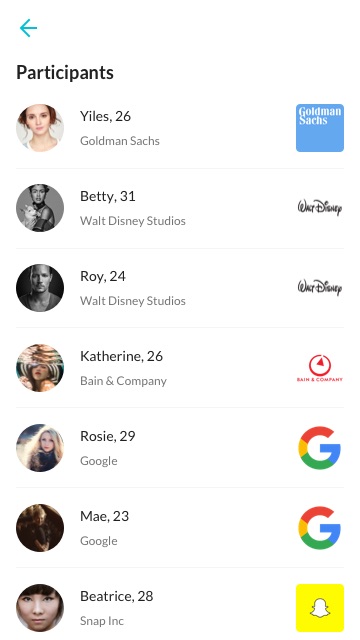 Participants
Yiles, 26
Goldman Sachs
Goldman
Sachs
Betty, 31
Walt Disney Studios
Walt Disney
Roy, 24
Walt Disney Studios
Walt Disney
Katherine, 26
Bain & Company
BAIN & COMPANY
Rosie, 29
Google
G
Mae, 23
Google
G
Beatrice, 28
Snap Inc